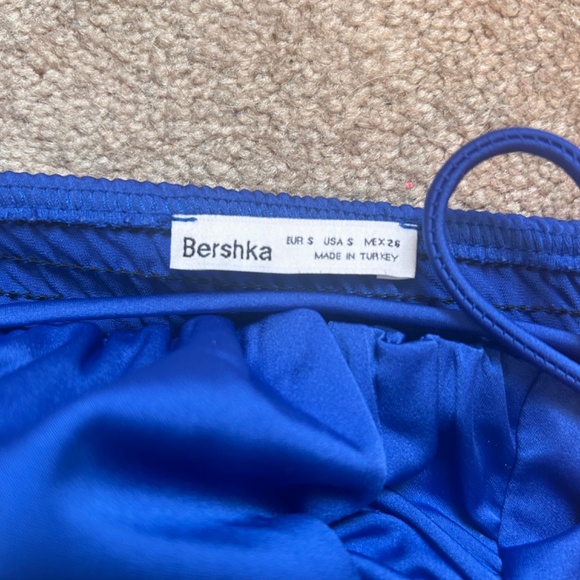 Bershka
EUR S USA S MEX 26
MADE IN TURKEY